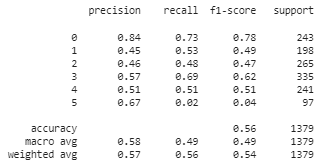 precision recall f1-score support
0 0.84 0.73 0.78 243
1 0.45 0.53 0.49 198
2 0.46 0.48 0.47 265
3 0.57 0.69 0.62 335
4 0.51 0.51 0.51 241
5 0.67 0.02 0.04 97
accuracy 0.56 1379
macro avg 0.58 0.49 0.49 1379
weighted avg 0.57 0.56 0.54 1379